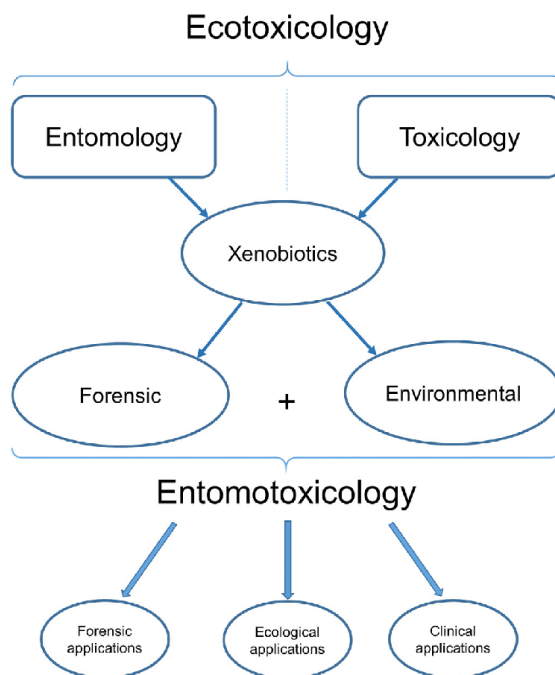 Ecotoxicology
Entomology
Toxicology
Xenobiotics
Forensic
+
Environmental
Entomotoxicology
Forensic
applications
Ecological
applications
Clinical
applications